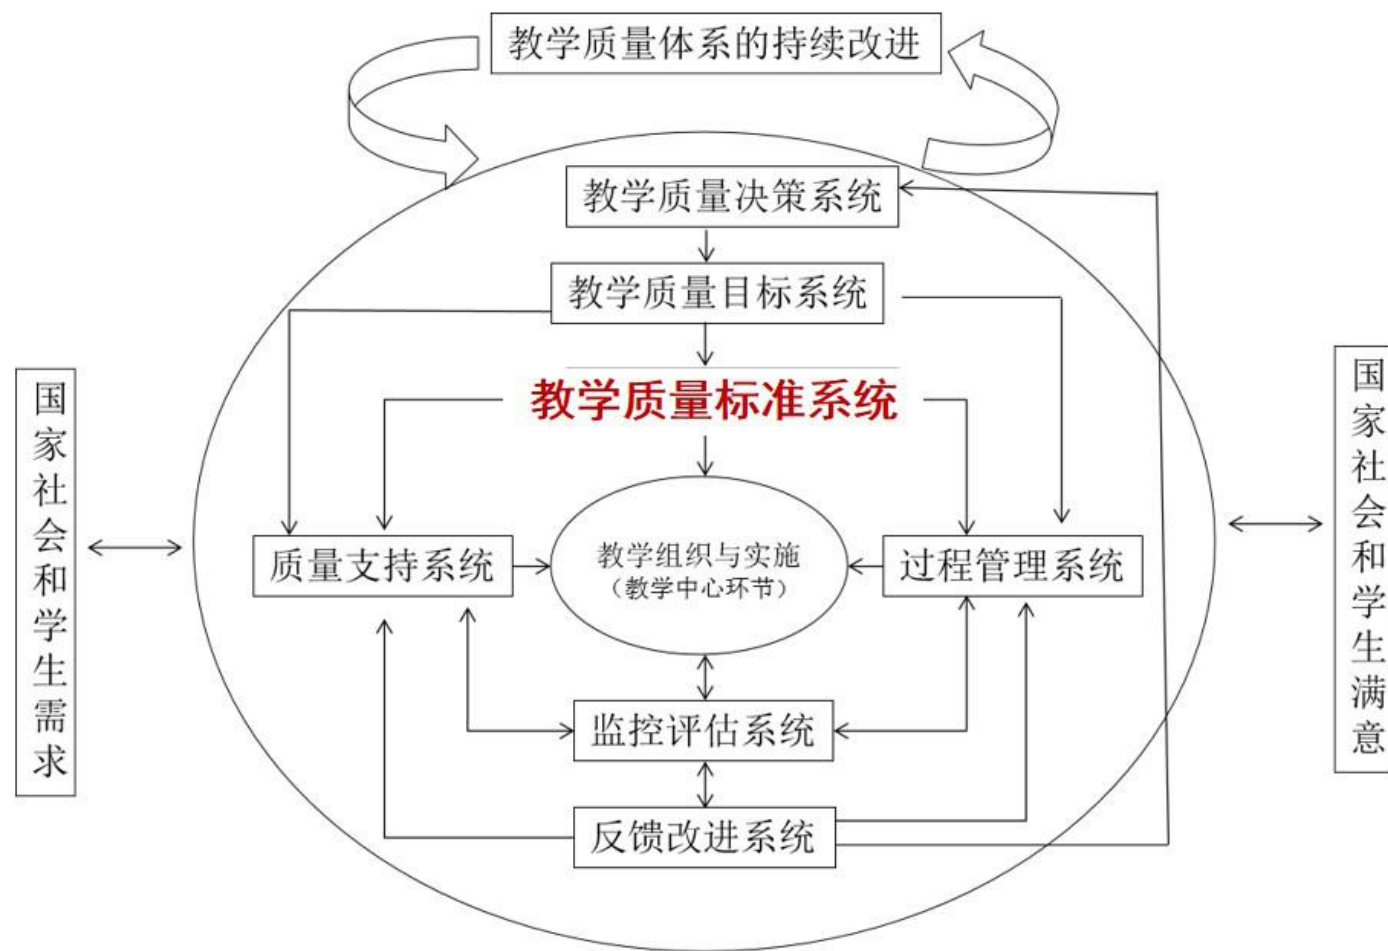 教学质量体系的持续改进
教学质量决策系统
教学质量目标系统
教学质量标准系统
国家社会和学生需求
质量支持系统
教学组织与实施
（教学中心环节）
过程管理系统
国家社会和学生满意
监控评估系统
反馈改进系统